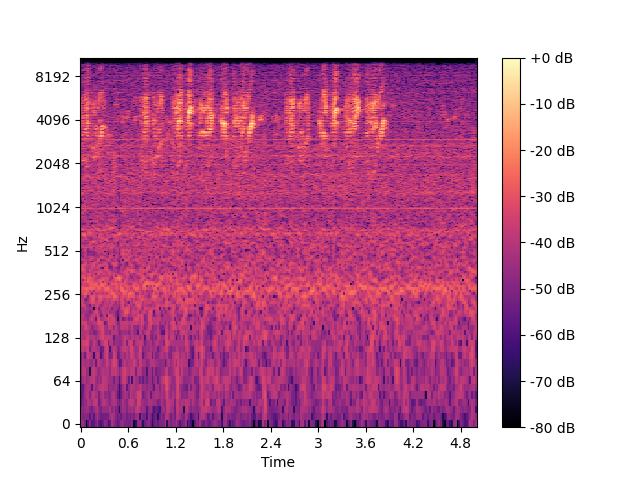 8192
4096
2048
1024
512
256
128
64
0
Hz
0
0.6
1.2
1.8
2.4
3
3.6
4.2
4.8
Time
+0 dB
-10 dB
-20 dB
-30 dB
-40 dB
-50 dB
-60 dB
-70 dB
-80 dB